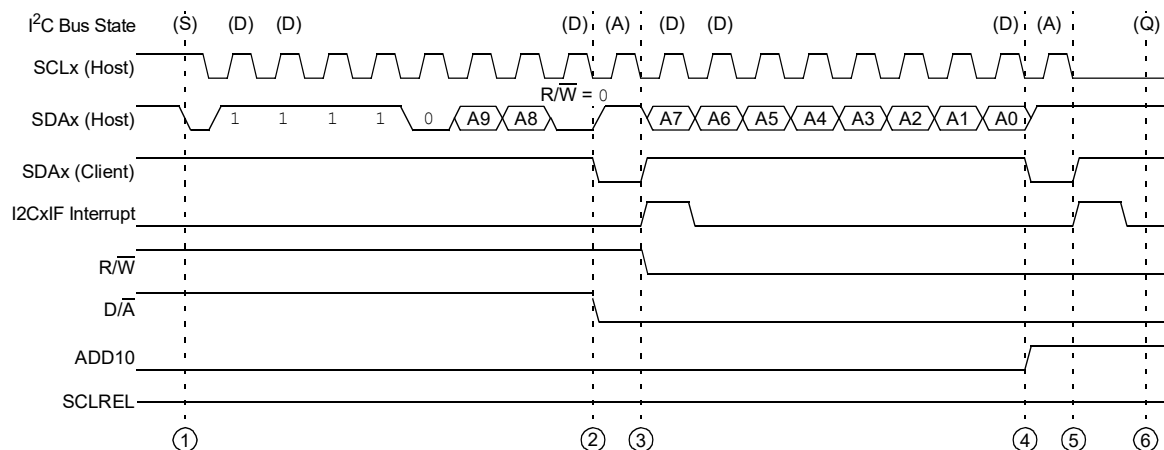 I²C Bus State (S) (D) (D) (D) (A) (D) (D) (D) (A) (Q)
SCLx (Host)
R/W̅ = 0
SDAx (Host) 1 1 1 1 0 A9 A8 A7 A6 A5 A4 A3 A2 A1 A0
SDAx (Client)
I2CxIF Interrupt
R/W̅
D/A̅
ADD10
SCLREL
1 2 3 4 5 6